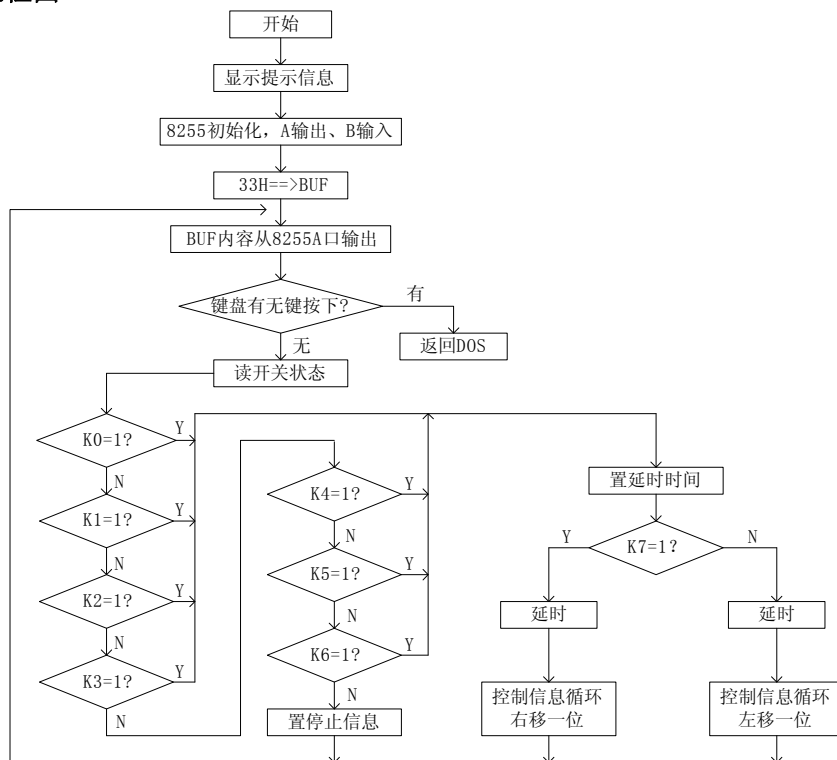 开始
显示提示信息
8255初始化，A输出、B输入
33H==>BUF
BUF内容从8255A口输出
键盘有无键按下?
有
返回DOS
无
读开关状态
K0=1?
Y
N
K1=1?
Y
N
K2=1?
Y
N
K3=1?
Y
N
K4=1?
Y
N
K5=1?
Y
N
K6=1?
Y
N
置停止信息
置延时时间
K7=1?
Y
N
延时
延时
控制信息循环
右移一位
控制信息循环
左移一位